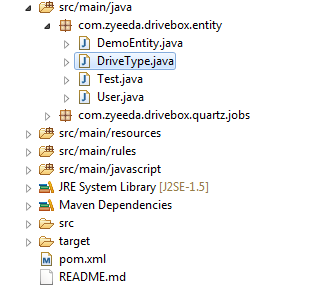 src/main/java
com.zyeeda.drivebox.entity
DemoEntity.java
DriveType.java
Test.java
User.java
com.zyeeda.drivebox.quartz.jobs
src/main/resources
src/main/rules
src/main/javascript
JRE System Library [J2SE-1.5]
Maven Dependencies
src
target
pom.xml
README.md